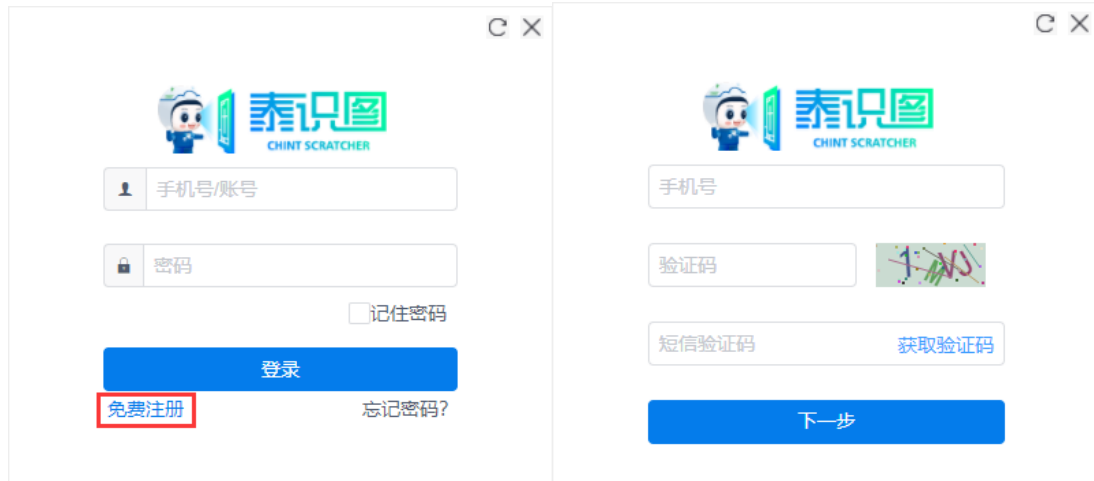 泰识图
CHINT SCRATCHER
手机号/账号
密码
记住密码
登录
免费注册
忘记密码?
泰识图
CHINT SCRATCHER
手机号
验证码
短信验证码
获取验证码
下一步